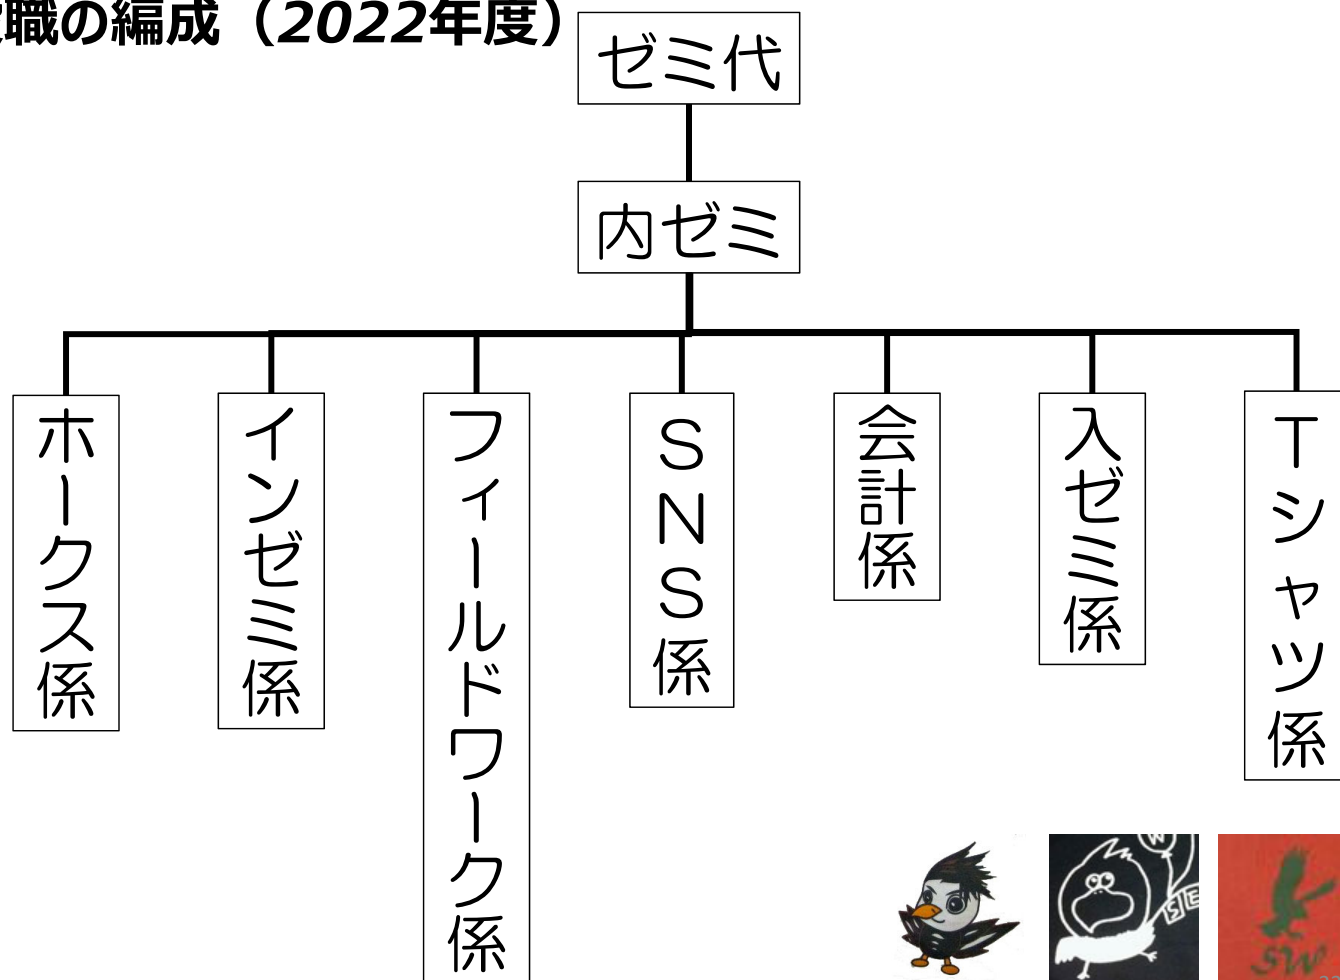 職の編成（2022年度）
ゼミ代
内ゼミ
ホークス係
インゼミ係
フィールドワーク係
SNS係
会計係
入ゼミ係
Tシャツ係
W
SE
SW